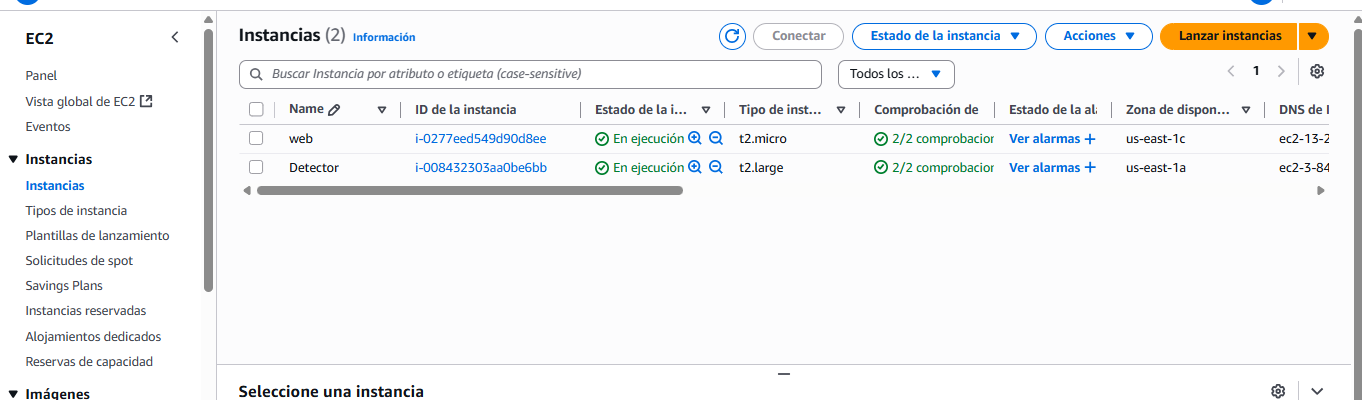 EC2
Panel
Vista global de EC2
Eventos
Instancias
Instancias
Tipos de instancia
Plantillas de lanzamiento
Solicitudes de spot
Savings Plans
Instancias reservadas
Alojamientos dedicados
Reservas de capacidad
Imágenes
Instancias (2) Información
Conectar Estado de la instancia Acciones Lanzar instancias
Buscar Instancia por atributo o etiqueta (case-sensitive) Todos los ... 1
Name ID de la instancia Estado de la i... Tipo de inst... Comprobación de Estado de la al Zona de dispon... DNS de I
web i-0277eed549d90d8ee En ejecución t2.micro 2/2 comprobacion Ver alarmas + us-east-1c ec2-13-2
Detector i-008432303aa0be6bb En ejecución t2.large 2/2 comprobacion Ver alarmas + us-east-1a ec2-3-84
Seleccione una instancia